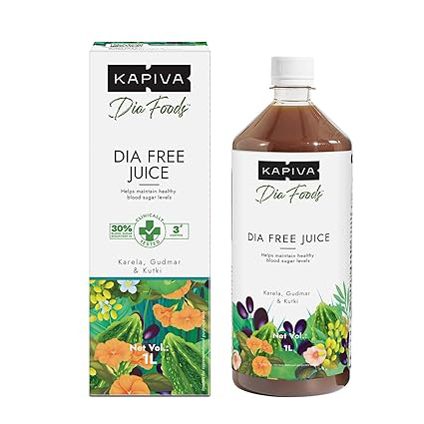 KAPIVA
Dia Foods
DIA FREE
JUICE
Helps maintain healthy
blood sugar levels
30%
CLINICALLY
TESTED
3
Karela, Gudmar
& Kutki
Net Vol.:
1L
KAPIVA
Dia Foods
DIA FREE JUICE
Helps maintain healthy
blood sugar levels
Karela, Gudmar
& Kutki
Net Vol.:
1L